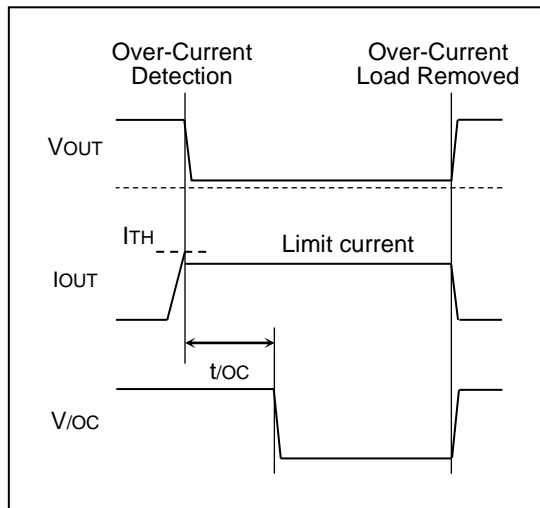 Over-Current
Detection
Over-Current
Load Removed
VOUT
ITH
Limit current
IOUT
t/OC
V/OC